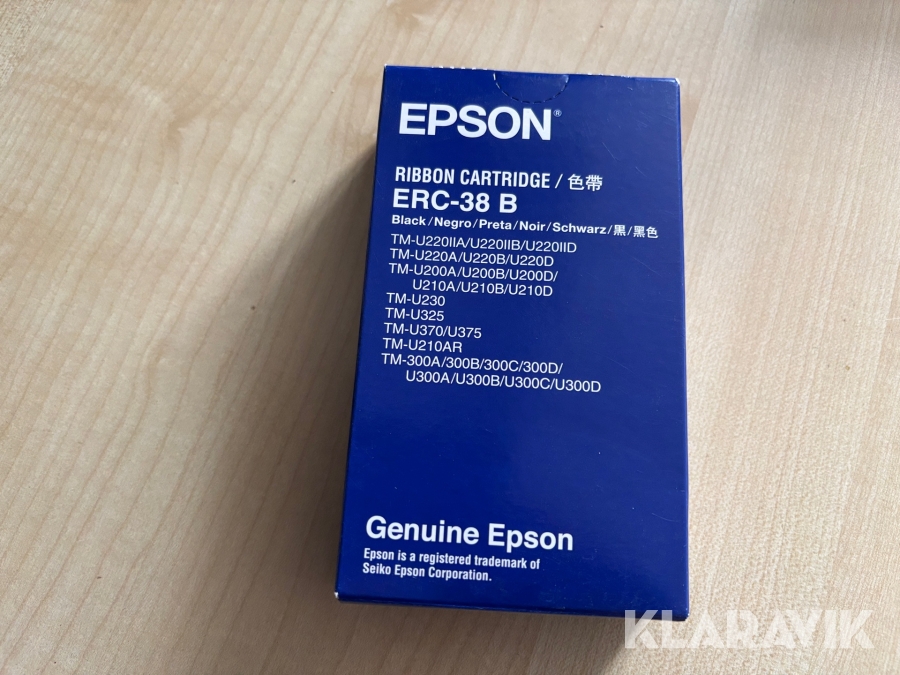 EPSON®
RIBBON CARTRIDGE / 色帶
ERC-38 B
Black/Negro/Preta/Noir/Schwarz/黒/黑色
TM-U220IIA/U220IIB/U220IID
TM-U220A/U220B/U220D
TM-U200A/U200B/U200D/
U210A/U210B/U210D
TM-U230
TM-U325
TM-U370/U375
TM-U210AR
TM-300A/300B/300C/300D/
U300A/U300B/U300C/U300D
Genuine Epson
Epson is a registered trademark of
Seiko Epson Corporation.
KLARAVIK